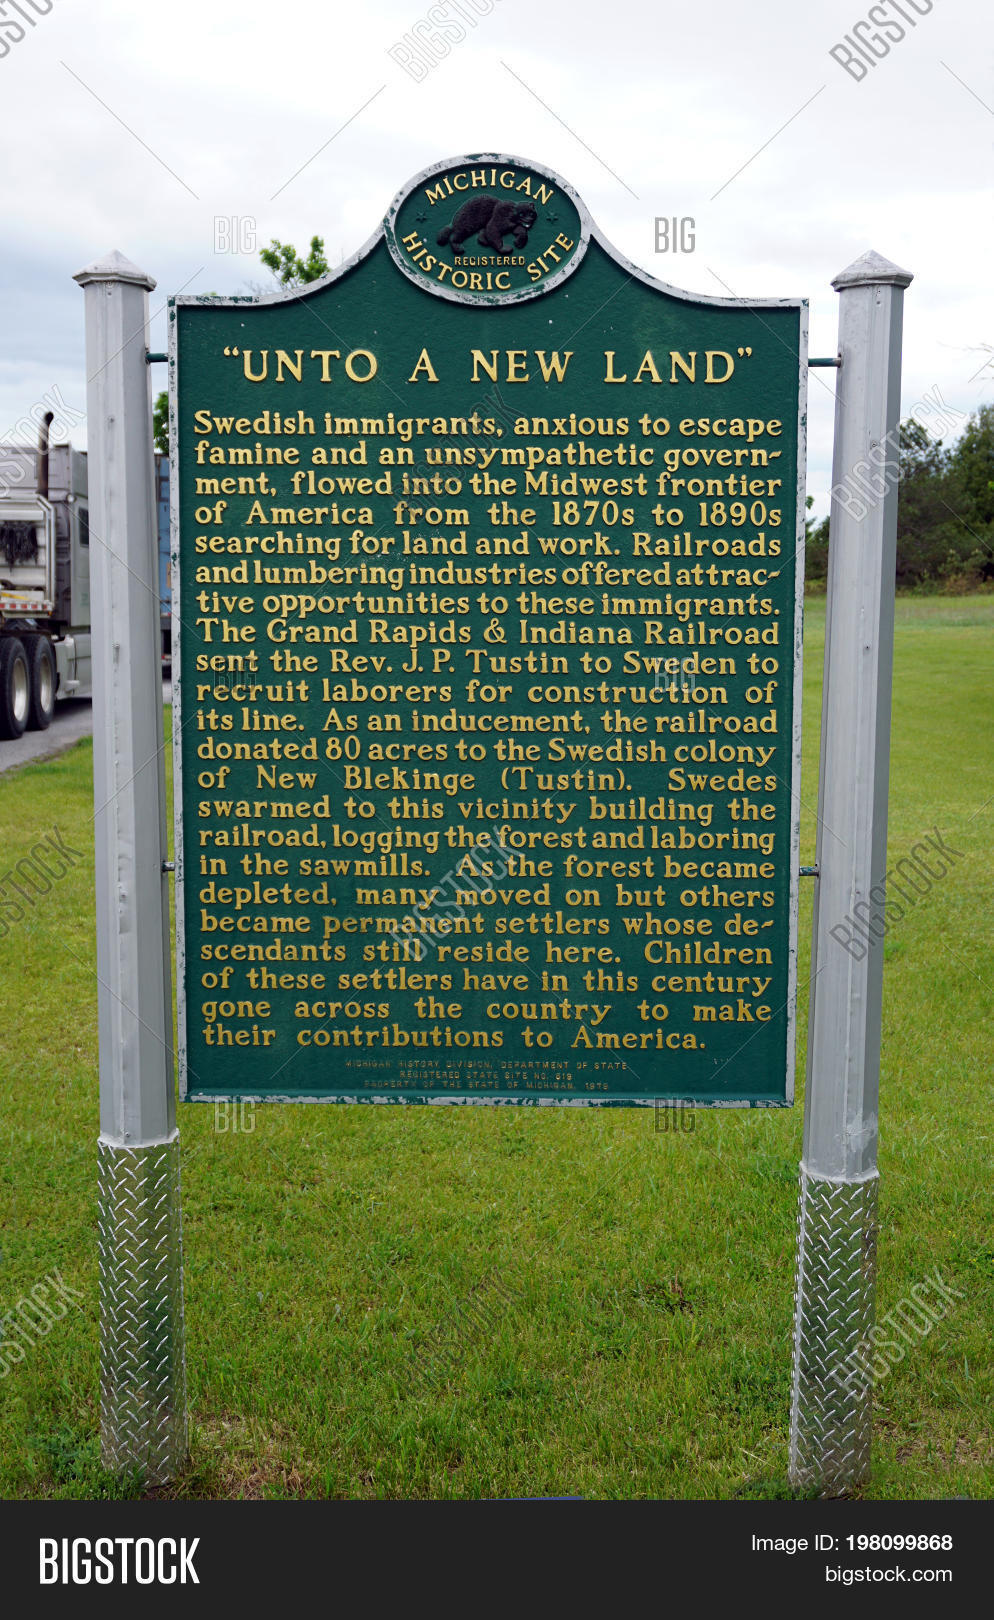 MICHIGAN
REGISTERED
HISTORIC SITE
"UNTO A NEW LAND"
Swedish immigrants, anxious to escape
famine and an unsympathetic govern-
ment, flowed into the Midwest frontier
of America from the 1870s to 1890s
searching for land and work. Railroads
and lumbering industries offered attrac-
tive opportunities to these immigrants.
The Grand Rapids & Indiana Railroad
sent the Rev. J. P. Tustin to Sweden to
recruit laborers for construction of
its line. As an inducement, the railroad
donated 80 acres to the Swedish colony
of New Blekinge (Tustin). Swedes
swarmed to this vicinity building the
railroad, logging the forest and laboring
in the sawmills. As the forest became
depleted, many moved on but others
became permanent settlers whose de-
scendants still reside here. Children
of these settlers have in this century
gone across the country to make
their contributions to America.
MICHIGAN HISTORY DIVISION, DEPARTMENT OF STATE
REGISTERED STATE SITE NO. 619
PROPERTY OF THE STATE OF MICHIGAN, 1979
BIGSTOCK
Image ID: 198099868
bigstock.com